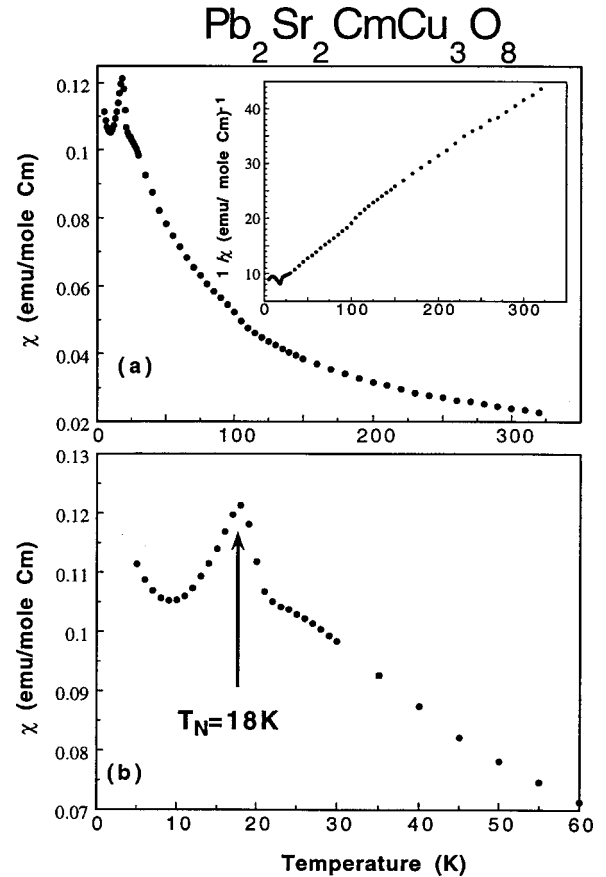 Pb2Sr2CmCu3O8
0.12
0.1
0.08
0.06
0.04
0.02
χ (emu/mole Cm)
(a)
40
30
20
10
1/χ (emu/ mole Cm)-1
0 100 200 300
0 100 200 300
0.13
0.12
0.11
0.1
0.09
0.08
0.07
χ (emu/mole Cm)
TN=18K
(b)
0 10 20 30 40 50 60
Temperature (K)